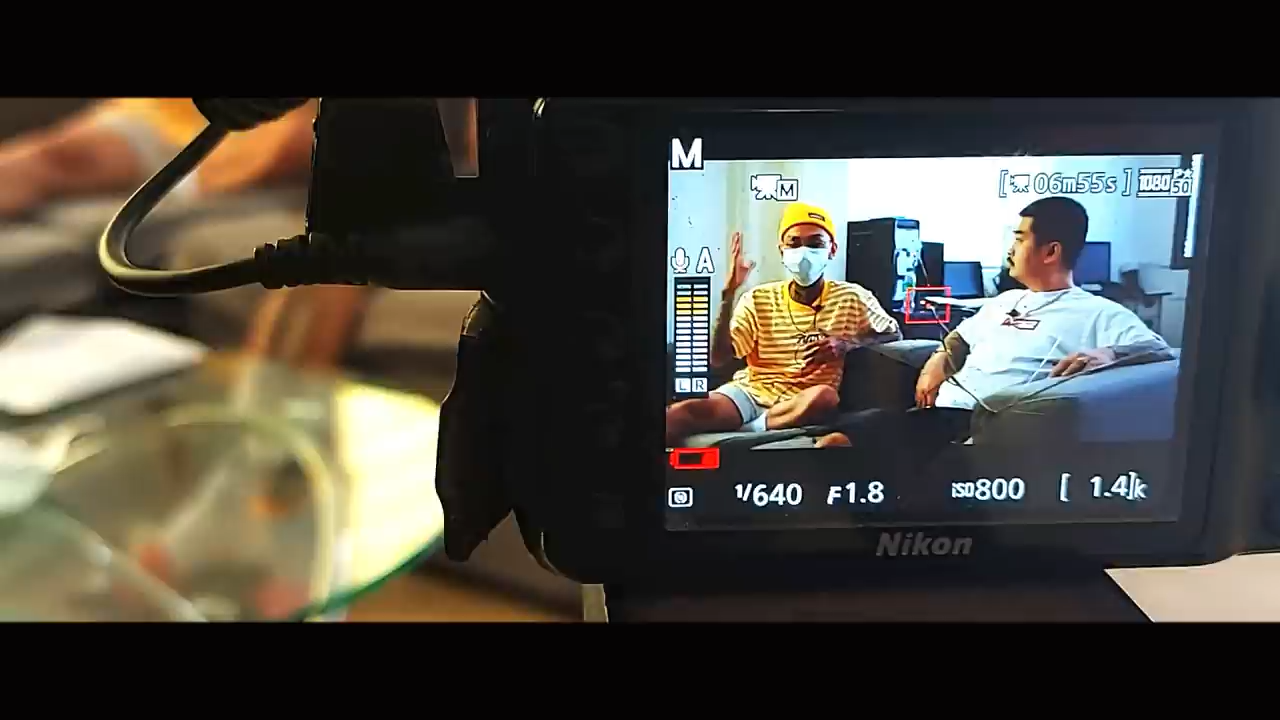 M
M
[ 06m55s ] 1080 P★ 50
A
L R
1/640 F1.8 ISO800 [ 1.4]k
Nikon